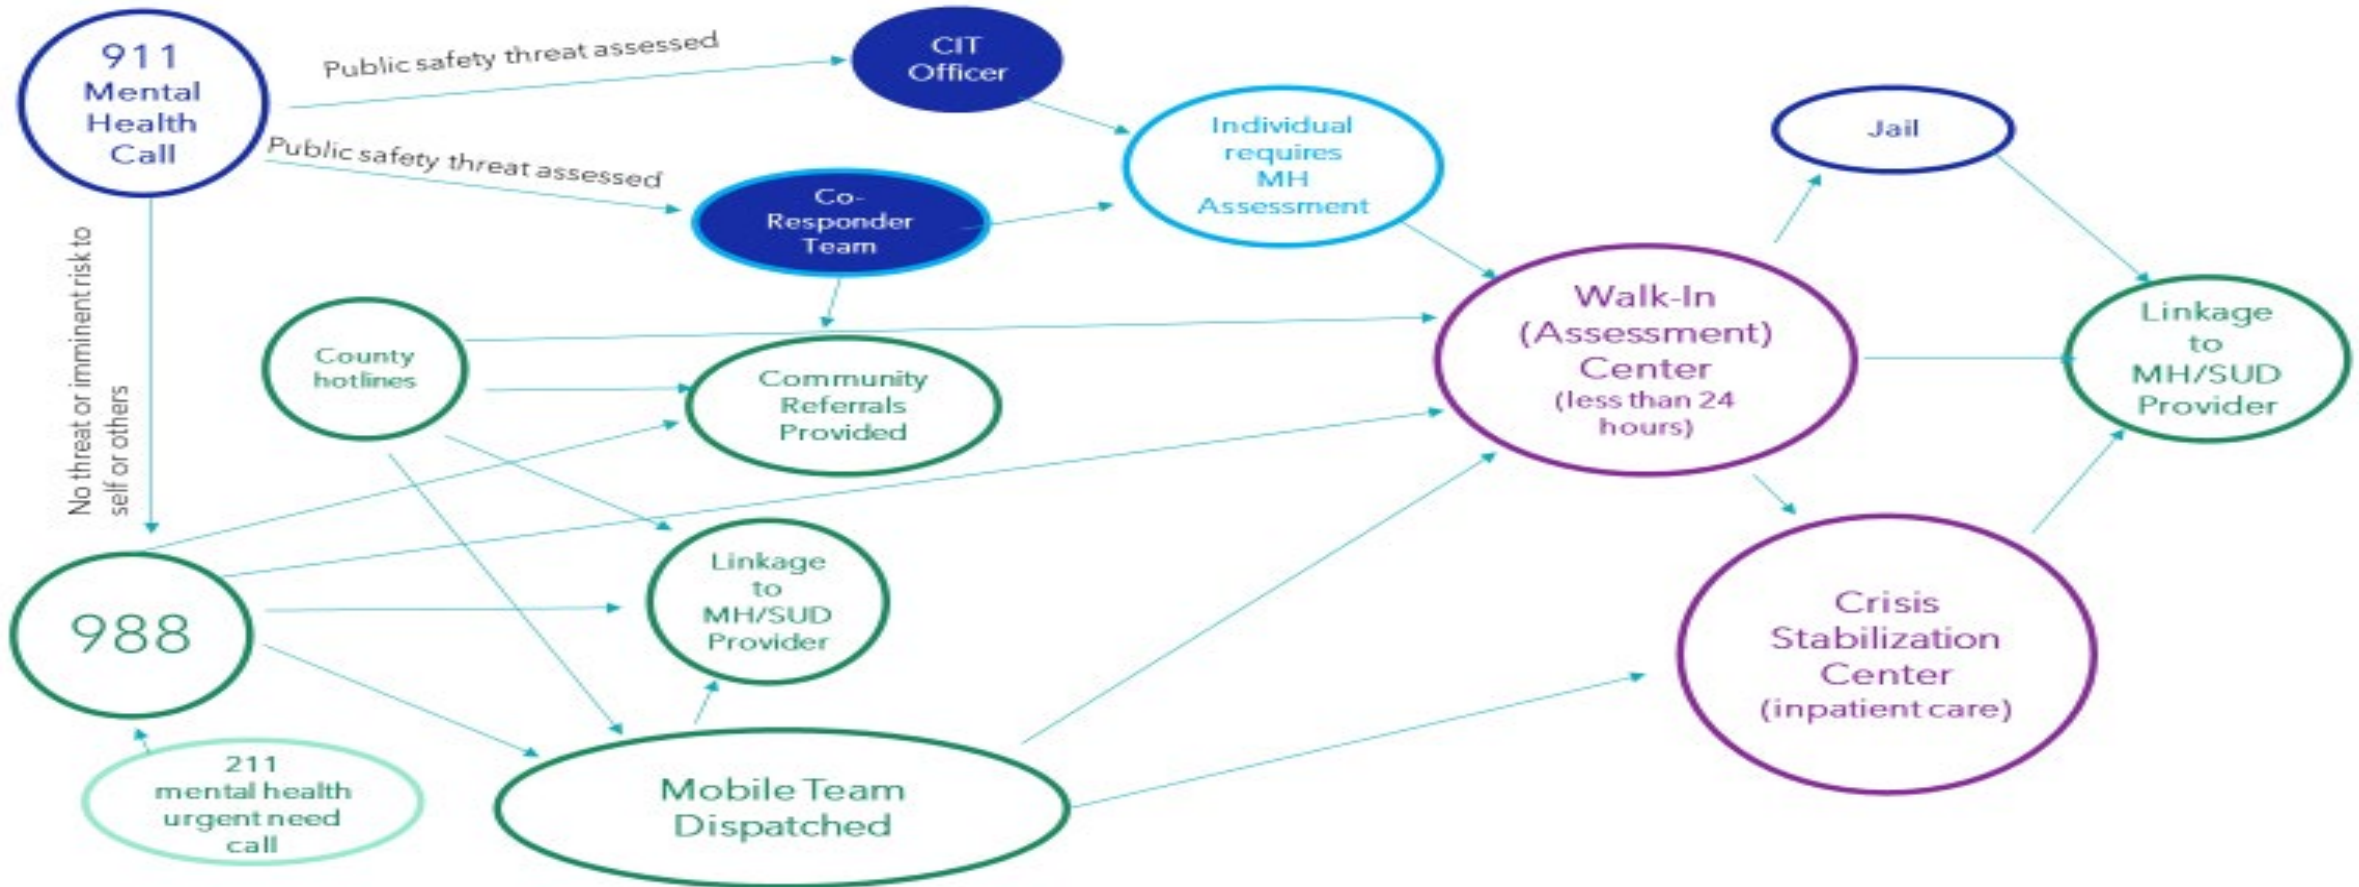 911
Mental
Health
Call
Public safety threat assessed
CIT
Officer
Public safety threat assessed
Co-
Responder
Team
Individual
requires
MH
Assessment
Jail
No threat or imminent risk to
self or others
County
hotlines
Community
Referrals
Provided
Walk-In
(Assessment)
Center
(less than 24
hours)
Linkage
to
MH/SUD
Provider
988
Linkage
to
MH/SUD
Provider
Crisis
Stabilization
Center
(inpatient care)
211
mental health
urgent need
call
Mobile Team
Dispatched